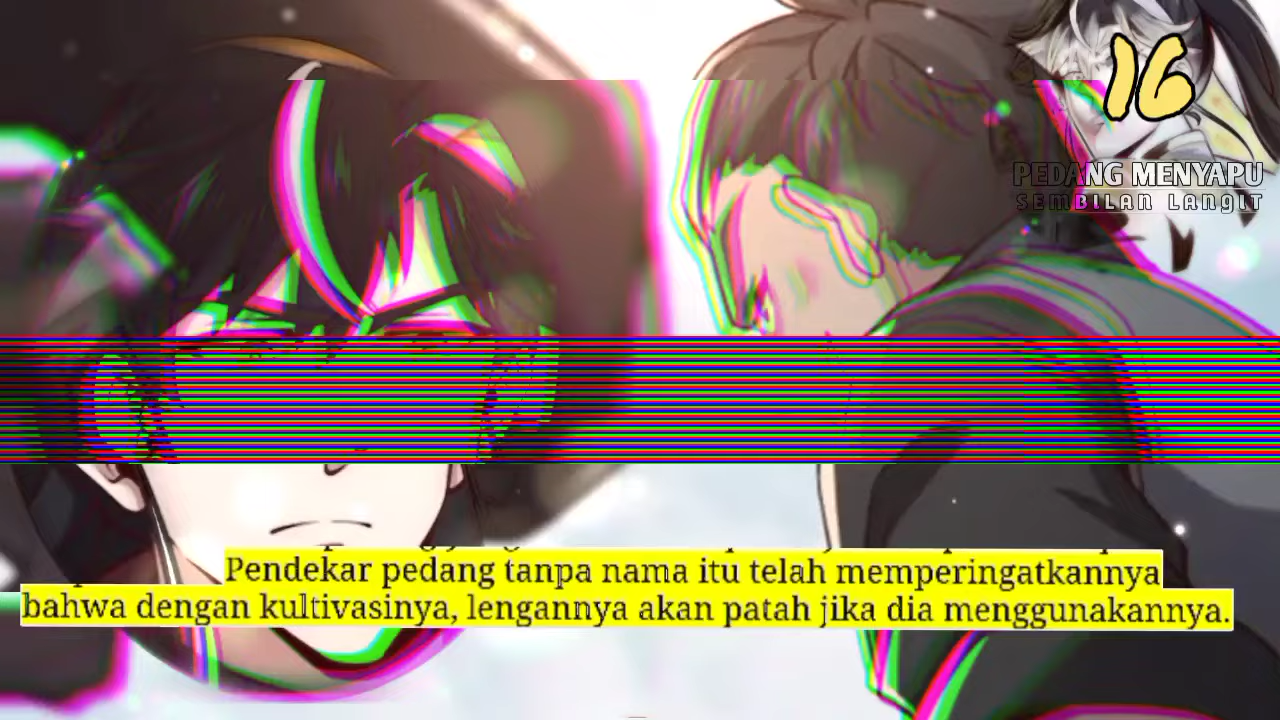 16
PEDANG MENYAPU
SEMBILAN LANGIT
Pendekar pedang tanpa nama itu telah memperingatkannya
bahwa dengan kultivasinya, lengannya akan patah jika dia menggunakannya.